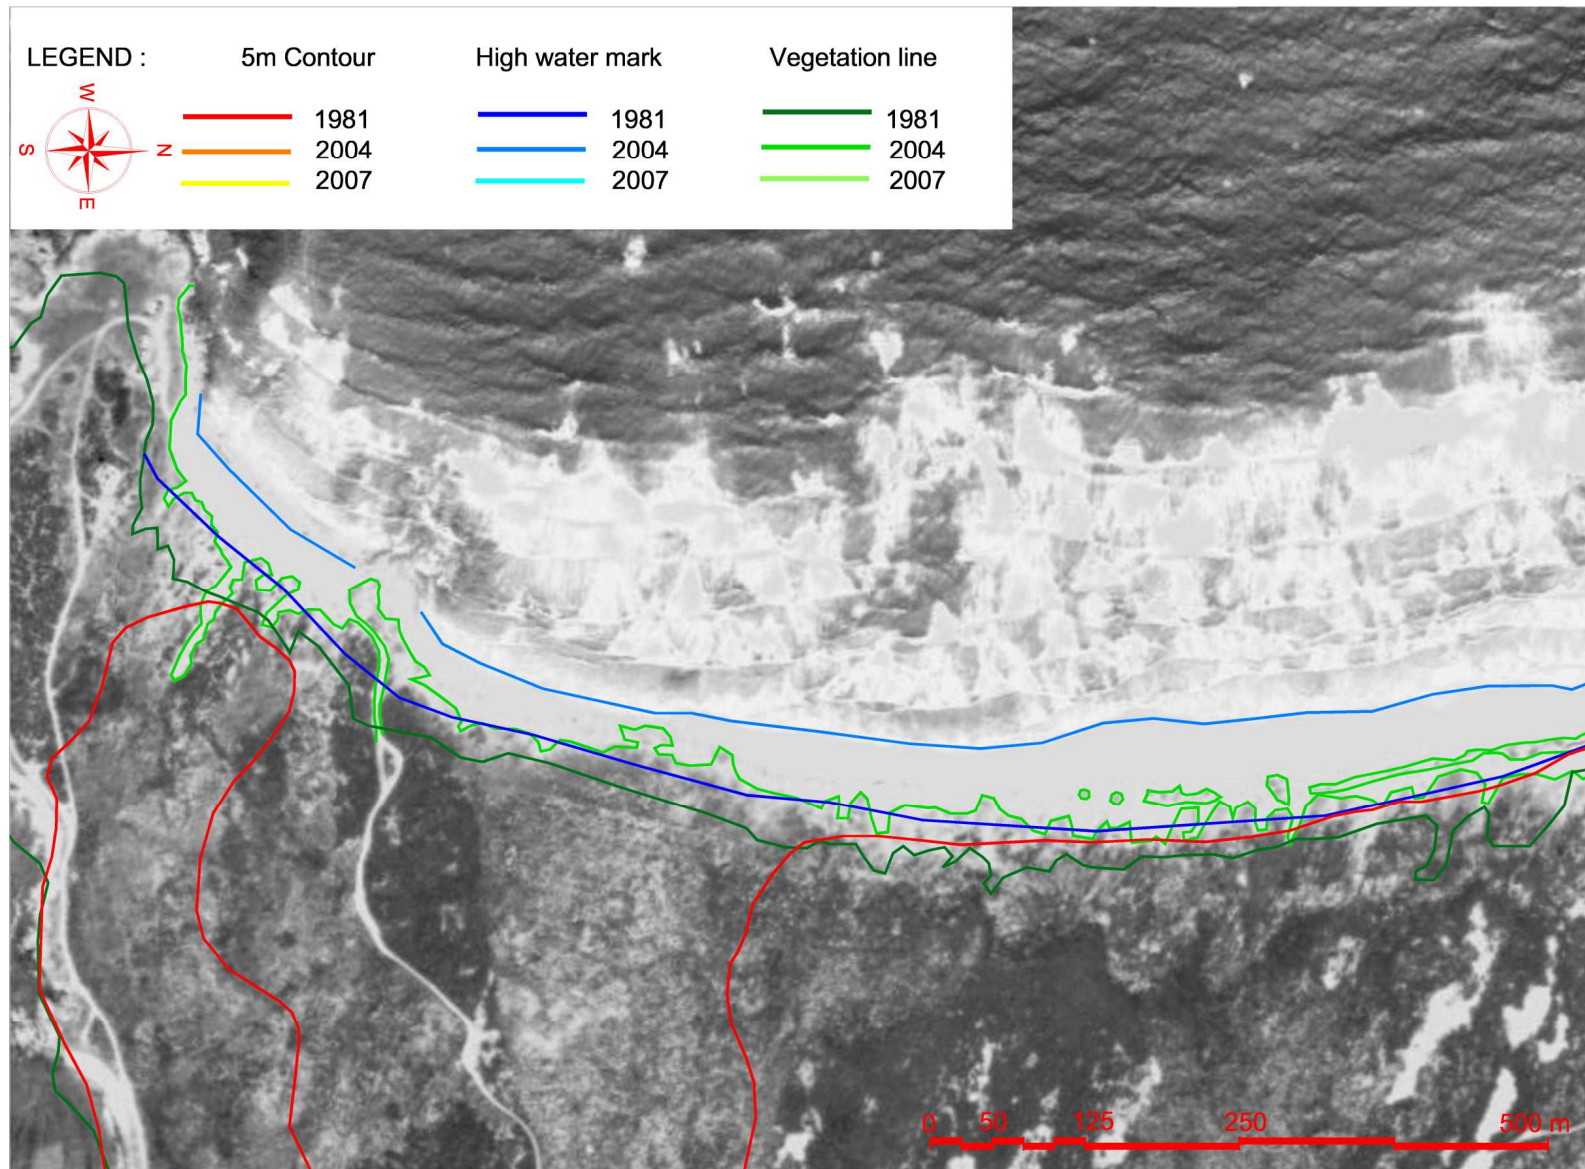 LEGEND : 5m Contour High water mark Vegetation line
W
S N
E
1981 1981 1981
2004 2004 2004
2007 2007 2007
0 50 125 250 500 m